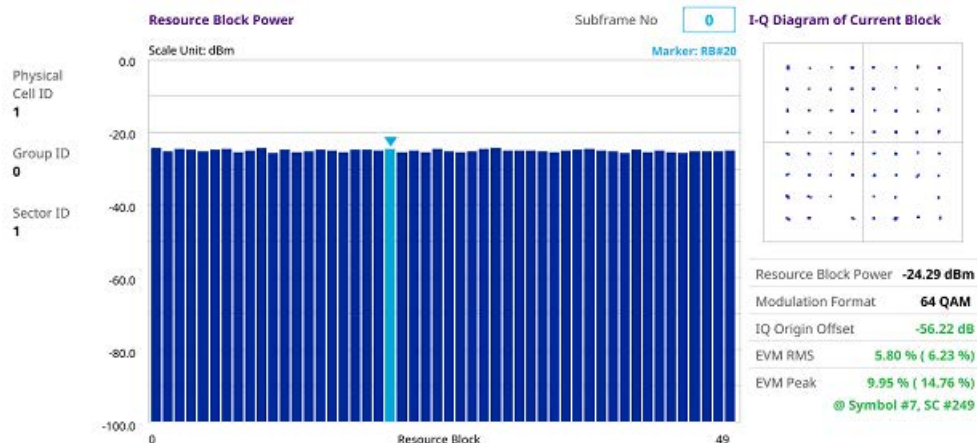 Resource Block Power
Subframe No 0
I-Q Diagram of Current Block
Scale Unit: dBm
Marker: RB#20
Physical
Cell ID
1
Group ID
0
Sector ID
1
0.0
-20.0
-40.0
-60.0
-80.0
-100.0
0
Resource Block
49
Resource Block Power -24.29 dBm
Modulation Format 64 QAM
IQ Origin Offset -56.22 dB
EVM RMS 5.80 % ( 6.23 %)
EVM Peak 9.95 % ( 14.76 %)
@ Symbol #7, SC #249